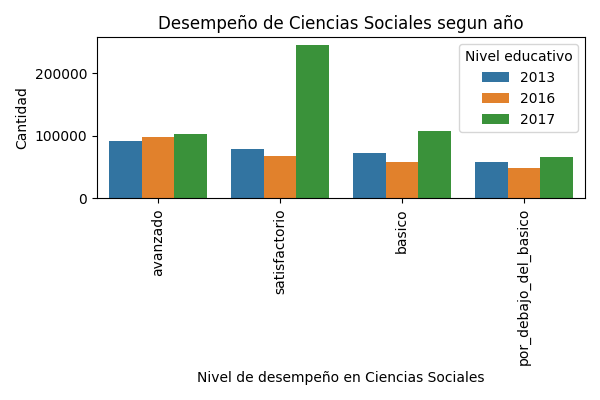 Desempeño de Ciencias Sociales segun año
Cantidad
200000
100000
0
Nivel educativo
2013
2016
2017
avanzado
satisfactorio
basico
por_debajo_del_basico
Nivel de desempeño en Ciencias Sociales